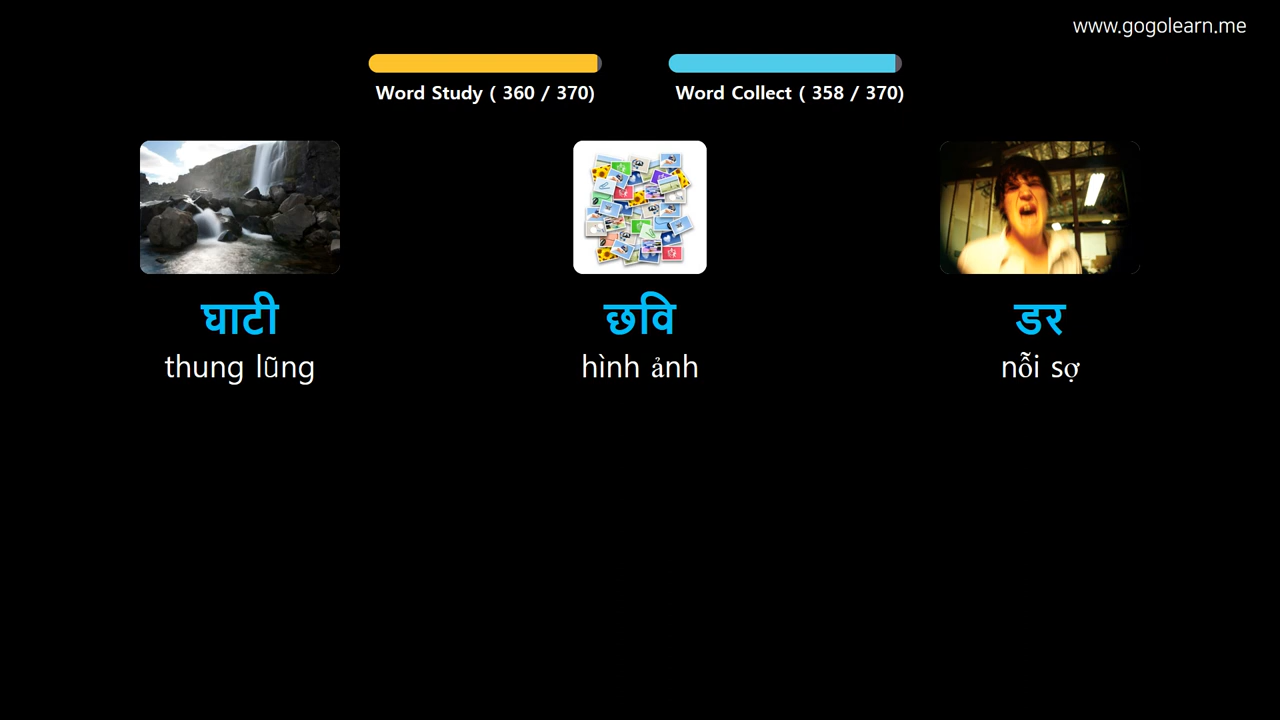 www.gogolearn.me
Word Study ( 360 / 370)
Word Collect ( 358 / 370)
घाटी
thung lũng
छवि
hình ảnh
डर
nỗi sợ